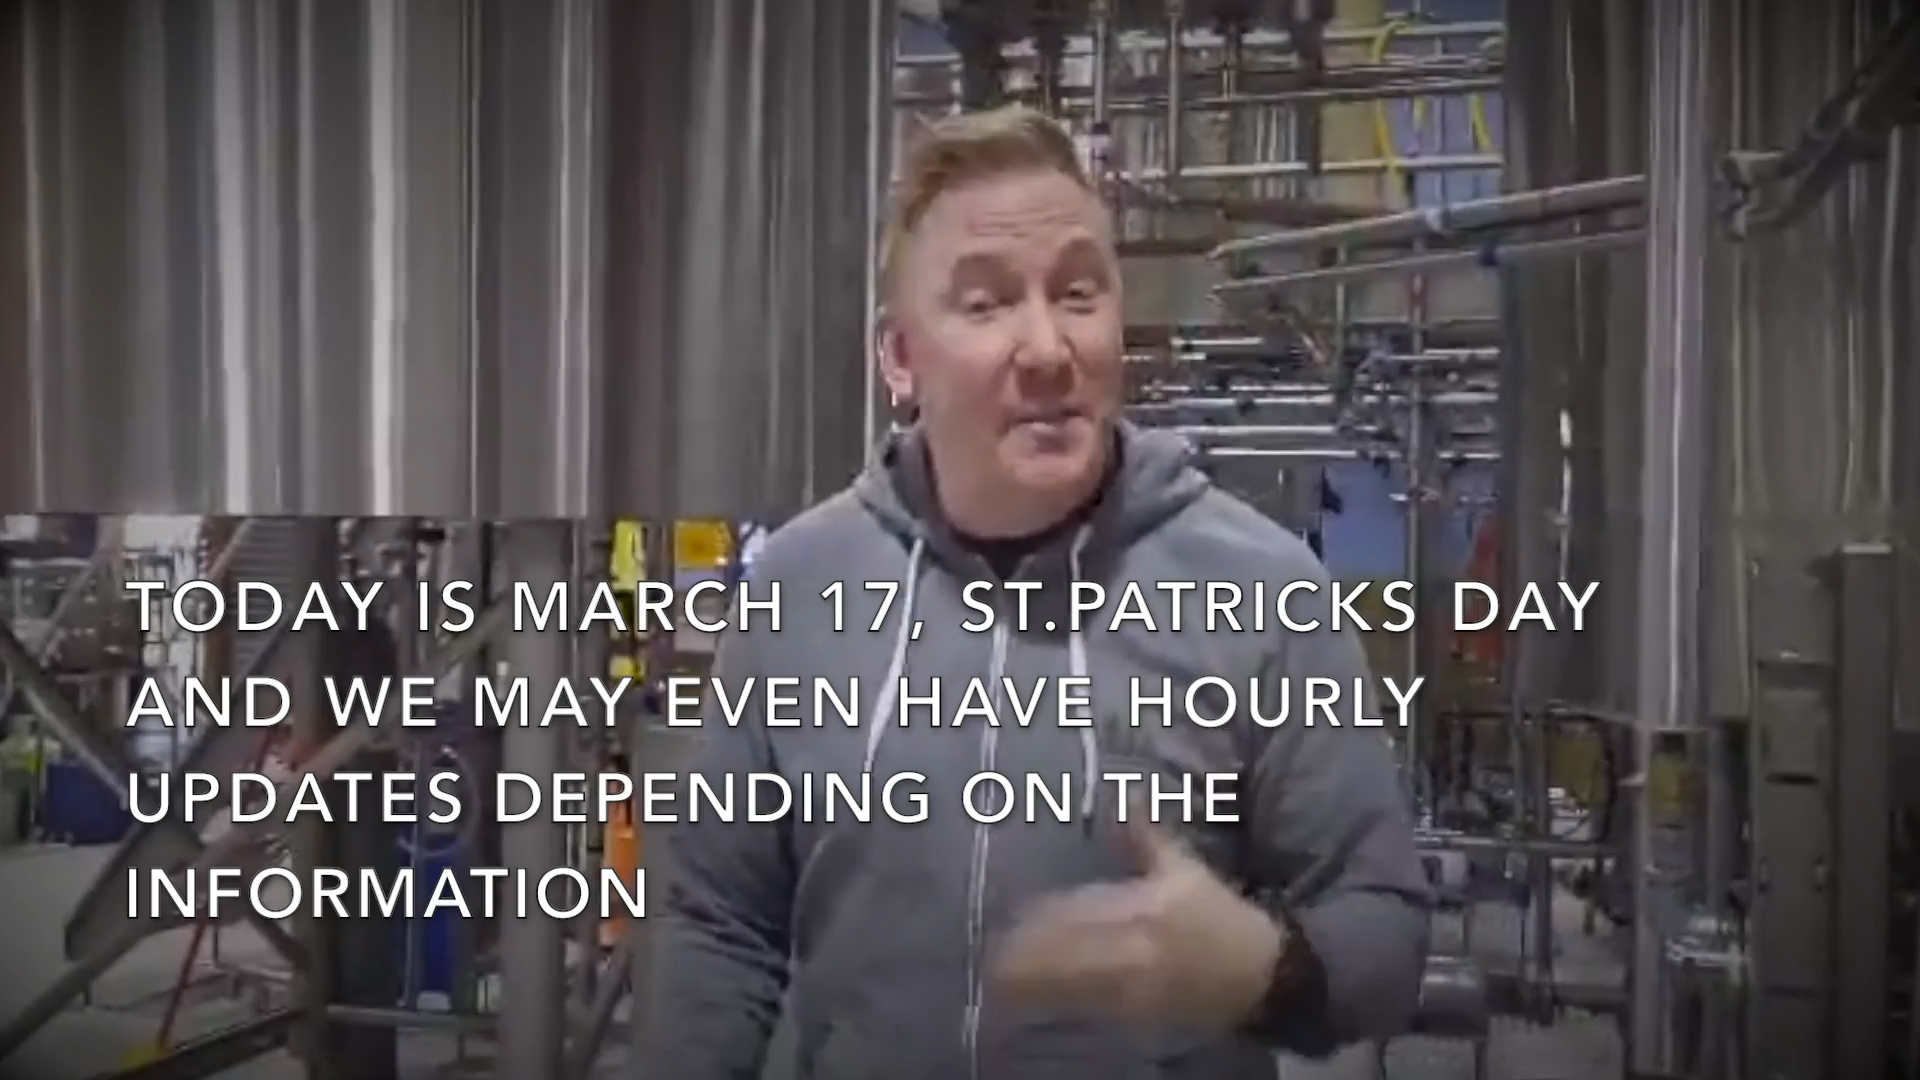 TODAY IS MARCH 17, ST.PATRICKS DAY
AND WE MAY EVEN HAVE HOURLY
UPDATES DEPENDING ON THE
INFORMATION